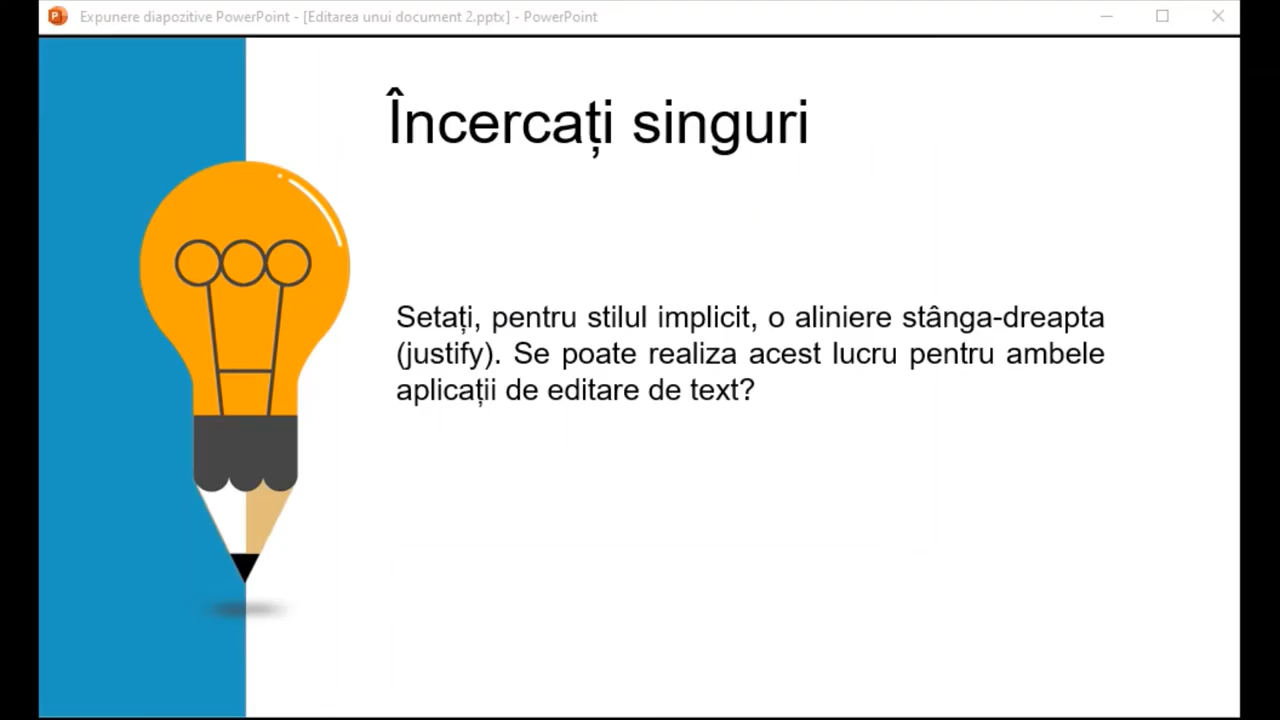 Expunere diapozitive PowerPoint - [Editarea unui document 2.pptx] - PowerPoint
Încercați singuri
Setați, pentru stilul implicit, o aliniere stânga-dreapta
(justify). Se poate realiza acest lucru pentru ambele
aplicații de editare de text?